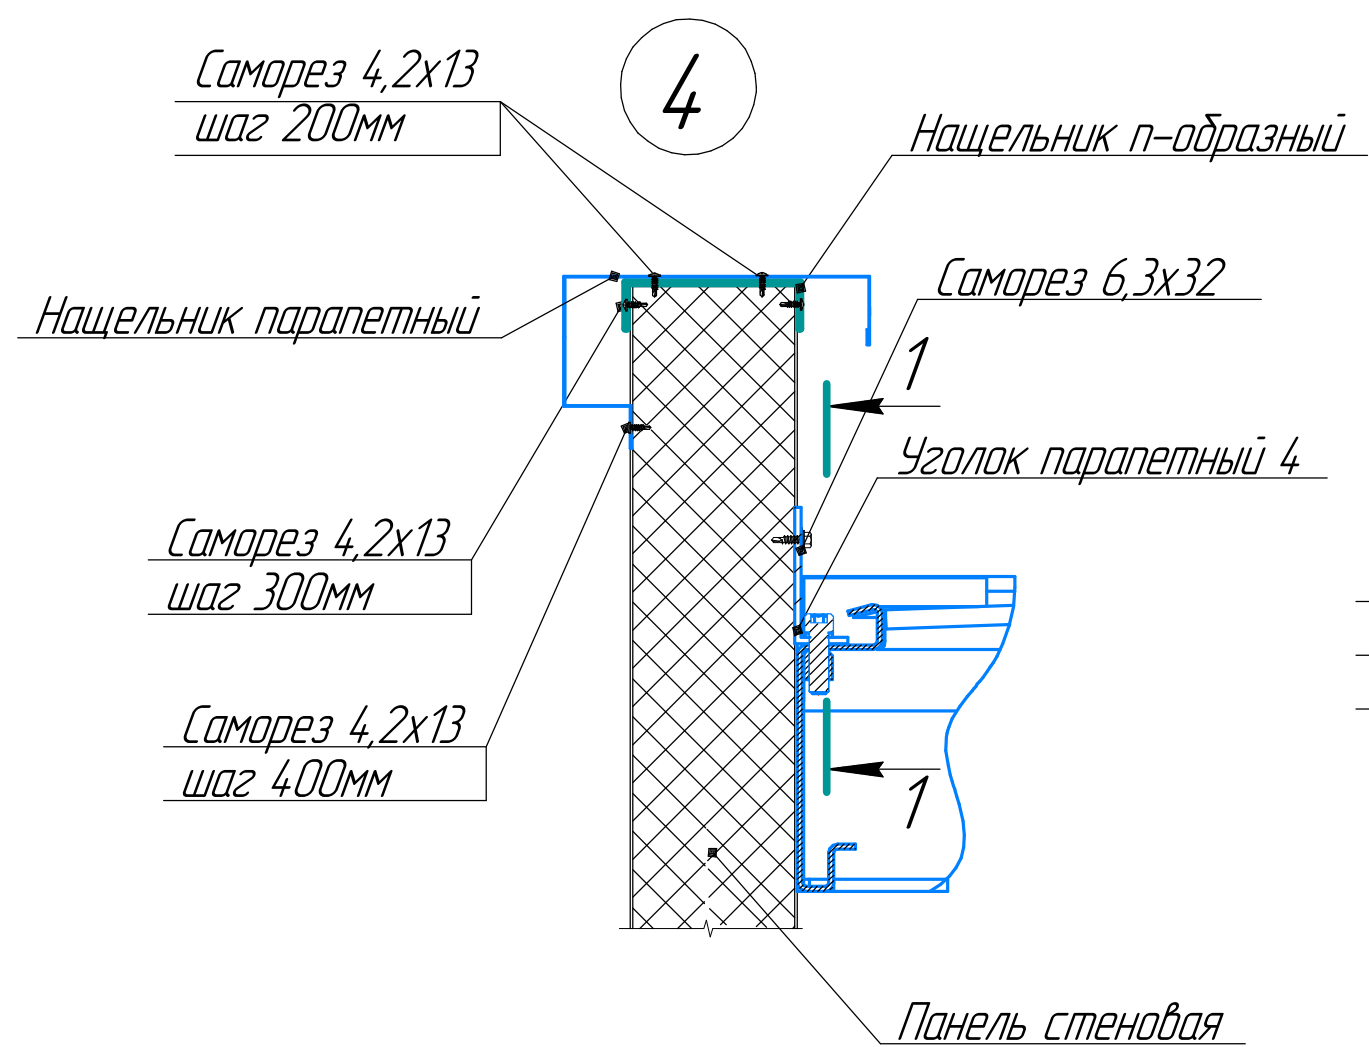 Саморез 4,2х13
шаг 200мм
4
Нащельник п-образный
Саморез 6,3х32
Нащельник парапетный
1
Уголок парапетный 4
Саморез 4,2х13
шаг 300мм
Саморез 4,2х13
шаг 400мм
1
Панель стеновая